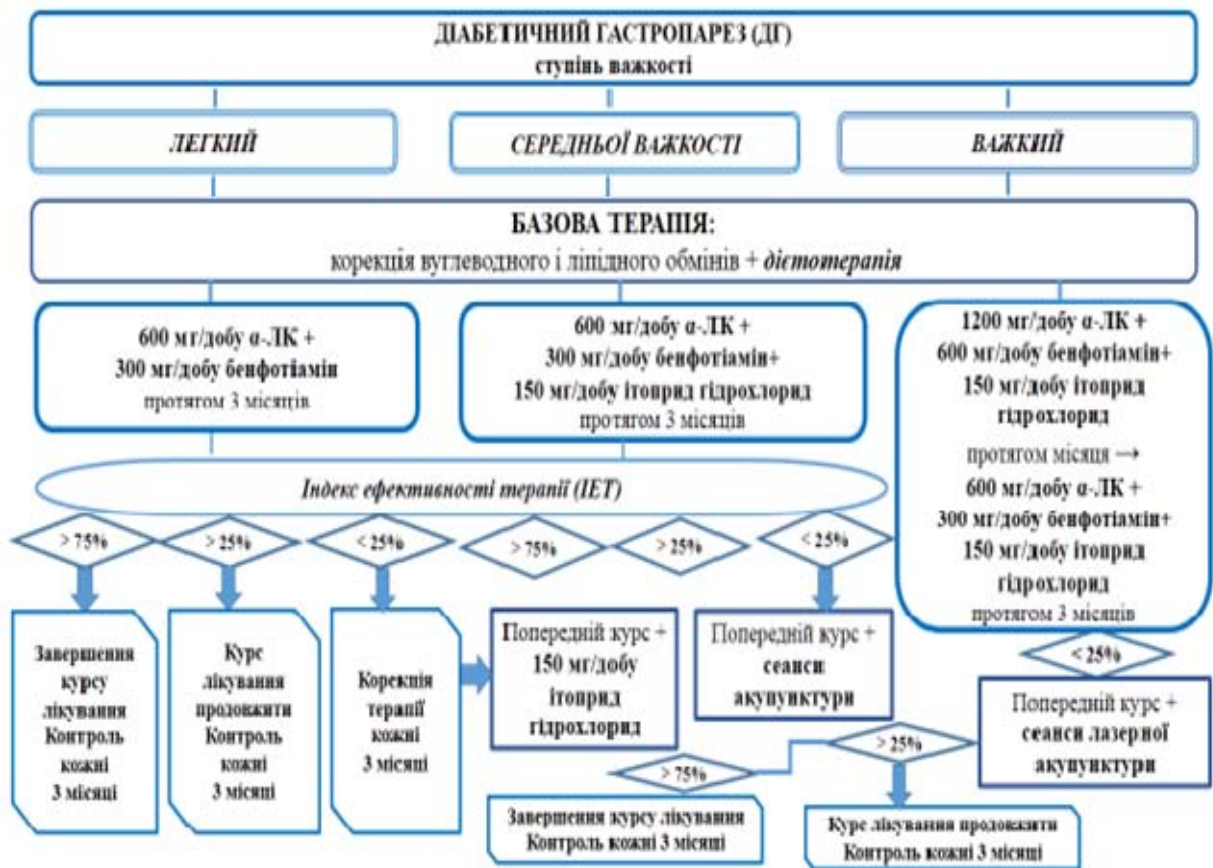 ДІАБЕТИЧНИЙ ГАСТРОПАРЕЗ (ДГ)
ступінь важкості
ЛЕГКИЙ
СЕРЕДНЬОЇ ВАЖКОСТІ
ВАЖКИЙ
БАЗОВА ТЕРАПІЯ:
корекція вуглеводного і ліпідного обмінів + дієтотерапія
600 мг/добу α-ЛК +
300 мг/добу бенфотіамін
протягом 3 місяців
600 мг/добу α-ЛК +
300 мг/добу бенфотіамін+
150 мг/добу ітоприд гідрохлорид
протягом 3 місяців
1200 мг/добу α-ЛК +
600 мг/добу бенфотіамін+
150 мг/добу ітоприд
гідрохлорид
протягом місяця →
600 мг/добу α-ЛК +
300 мг/добу бенфотіамін+
150 мг/добу ітоприд
гідрохлорид
протягом 3 місяців
Індекс ефективності терапії (ІЕТ)
> 75%
> 25%
< 25%
> 75%
> 25%
< 25%
Завершення
курсу
лікування
Контроль
кожні
3 місяці
Курс
лікування
продовжити
Контроль
кожні
3 місяці
Корекція
терапії
кожні
3 місяці
Попередній курс +
150 мг/добу
ітоприд
гідрохлорид
Попередній курс +
сеанси
акупунктури
< 25%
Попередній курс +
сеанси лазерної
акупунктури
> 25%
> 75%
Завершення курсу лікування
Контроль кожні 3 місяці
Курс лікування продовжити
Контроль кожні 3 місяці